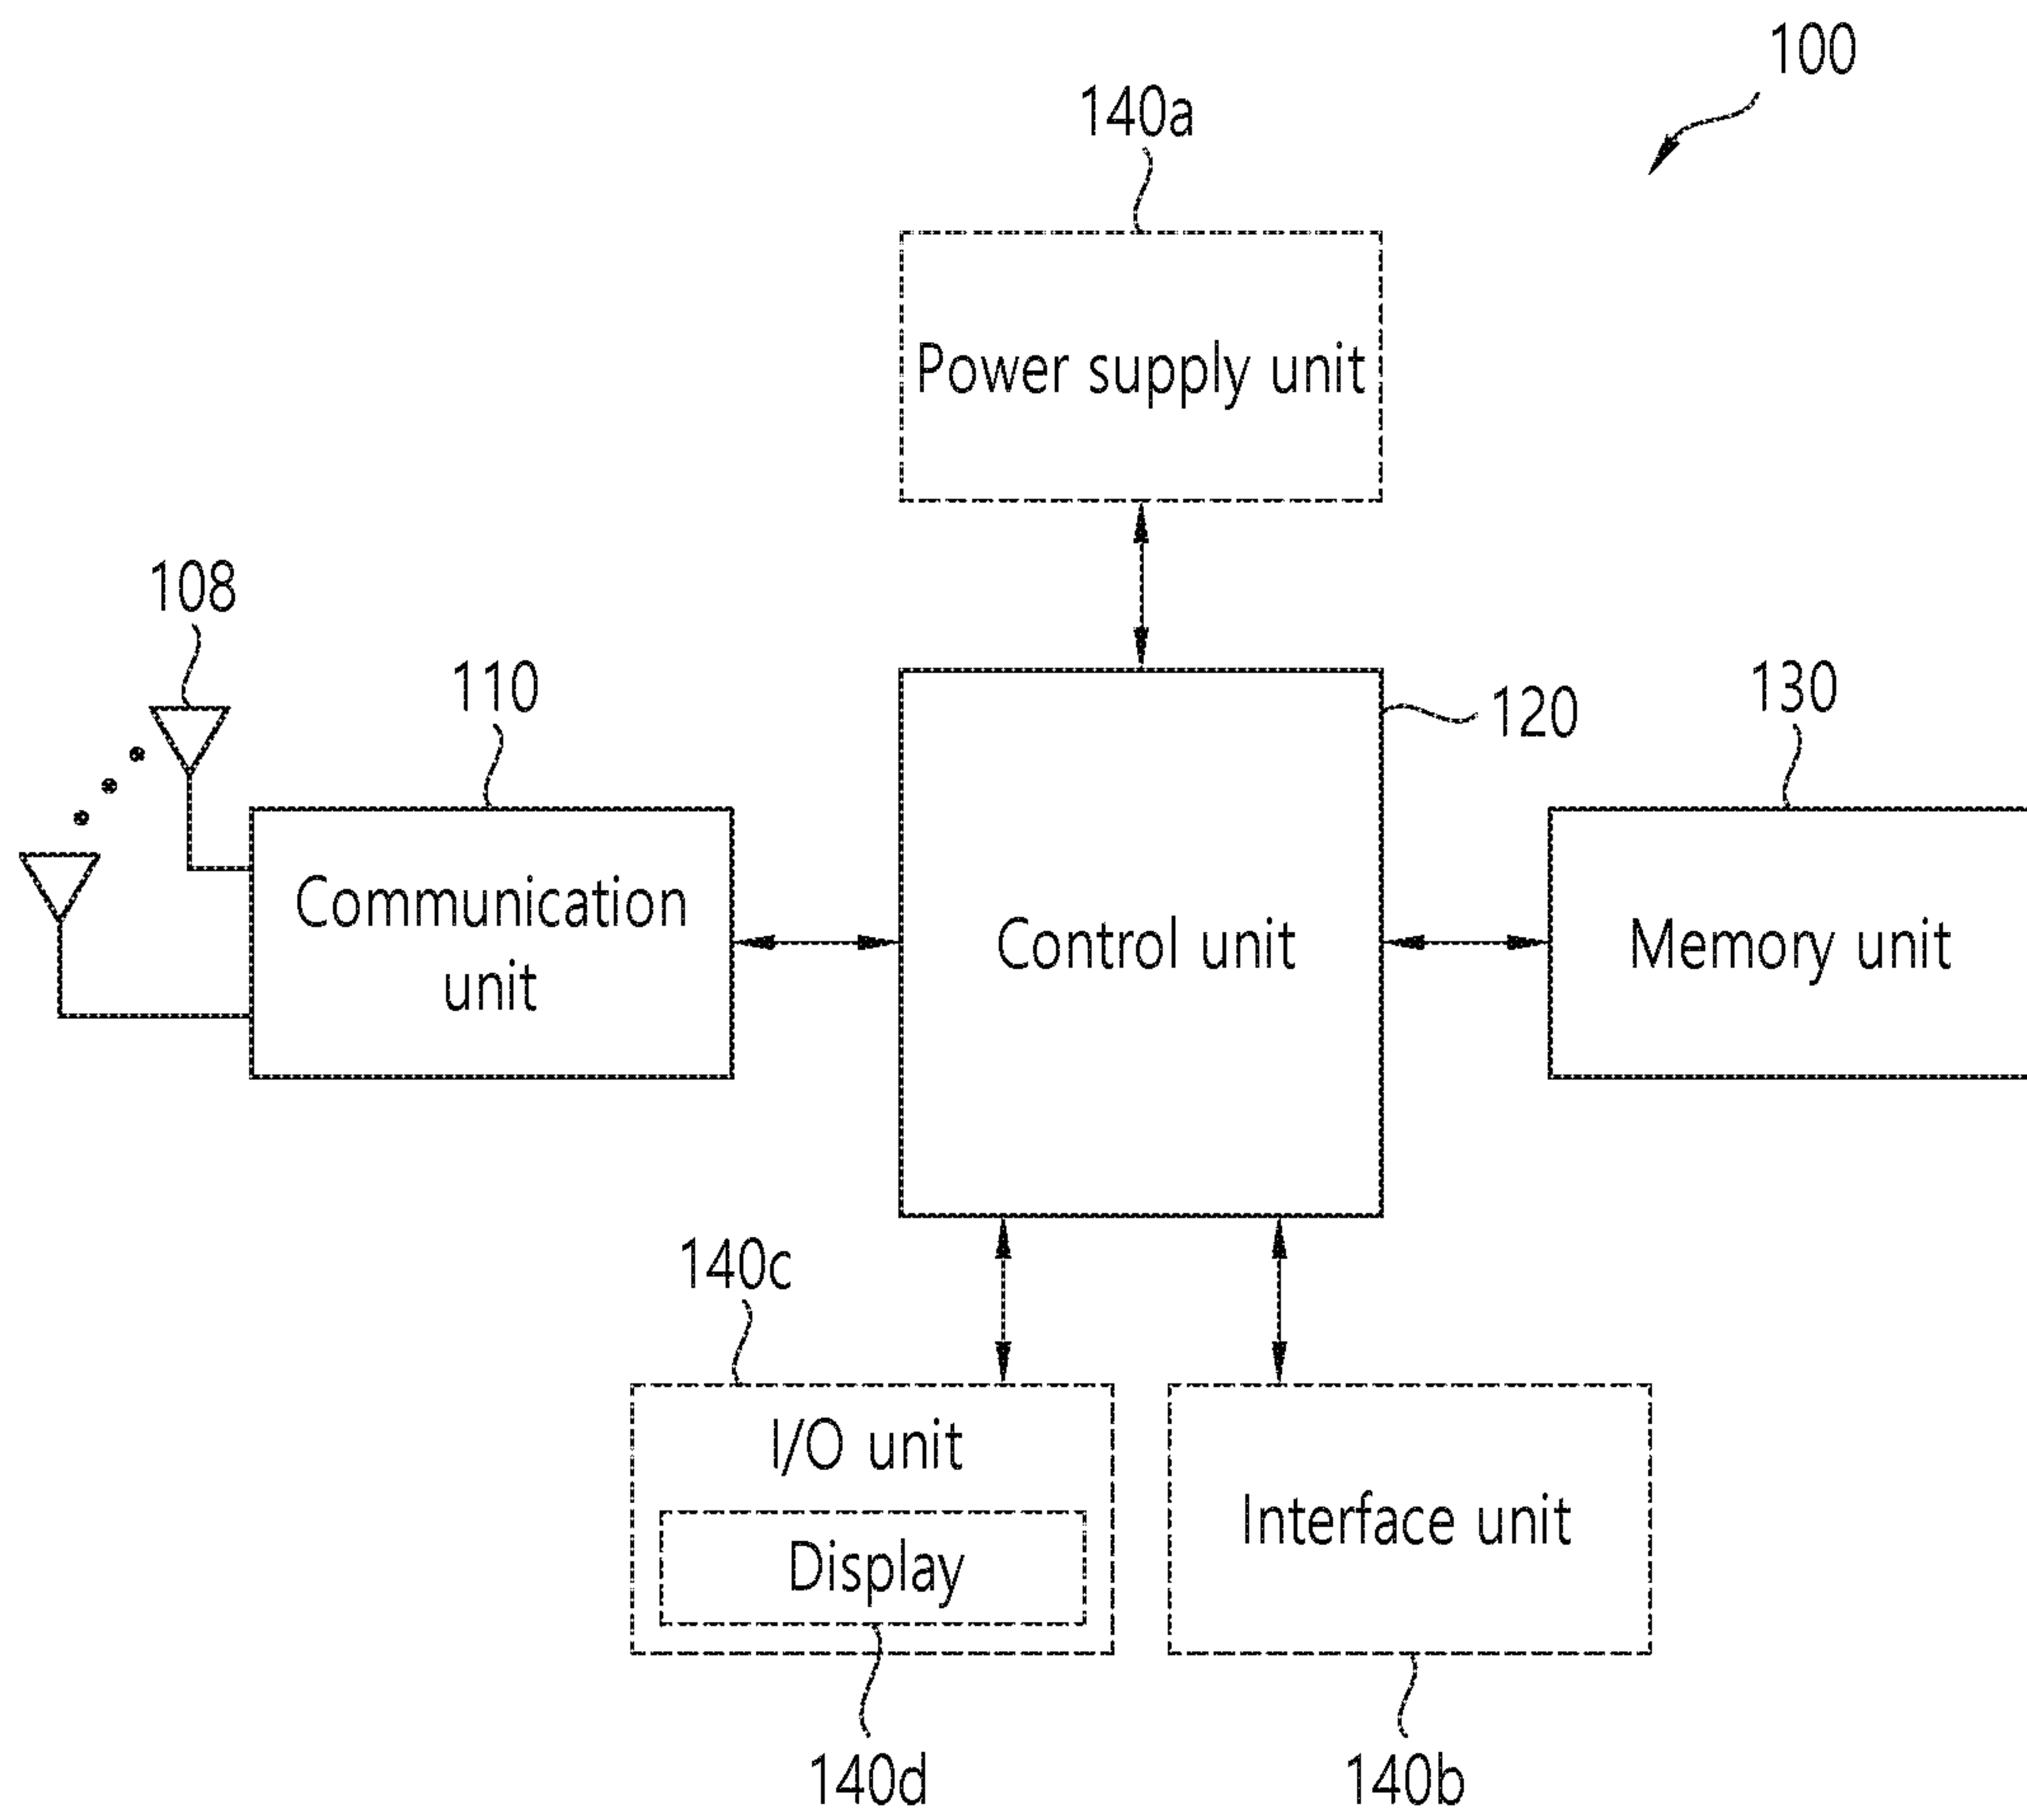 100
140a
Power supply unit
108
110
120
130
Communication
unit
Control unit
Memory unit
140c
I/O unit
Display
Interface unit
140d
140b